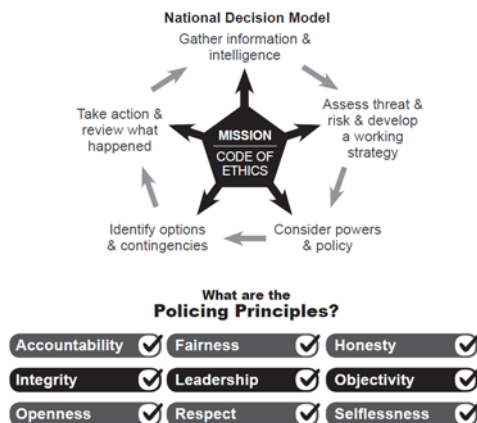 National Decision Model
Gather information &
intelligence
Assess threat &
risk & develop
a working
strategy
Consider powers
& policy
Identify options
& contingencies
Take action &
review what
happened
MISSION
CODE OF
ETHICS
What are the
Policing Principles?
Accountability
Fairness
Honesty
Integrity
Leadership
Objectivity
Openness
Respect
Selflessness